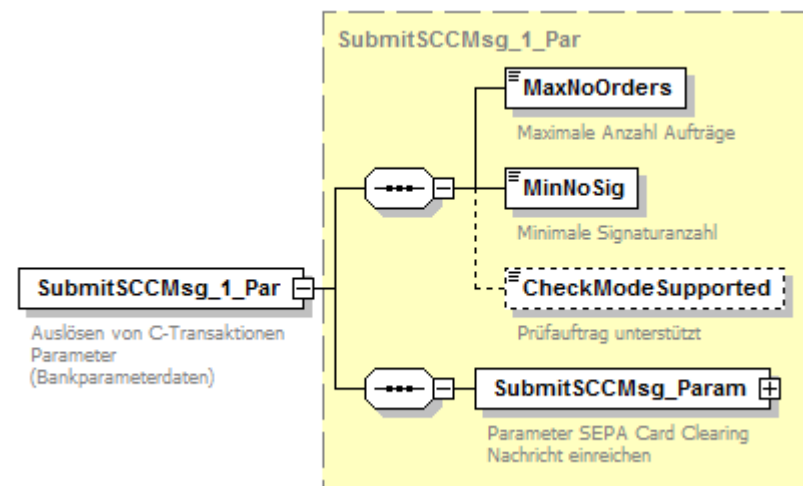 SubmitSCCMsg_1_Par
MaxNoOrders
Maximale Anzahl Aufträge
MinNoSig
Minimale Signaturanzahl
SubmitSCCMsg_1_Par
CheckModeSupported
Auslösen von C-Transaktionen
Parameter
(Bankparameterdaten)
Prüfauftrag unterstützt
SubmitSCCMsg_Param
Parameter SEPA Card Clearing
Nachricht einreichen